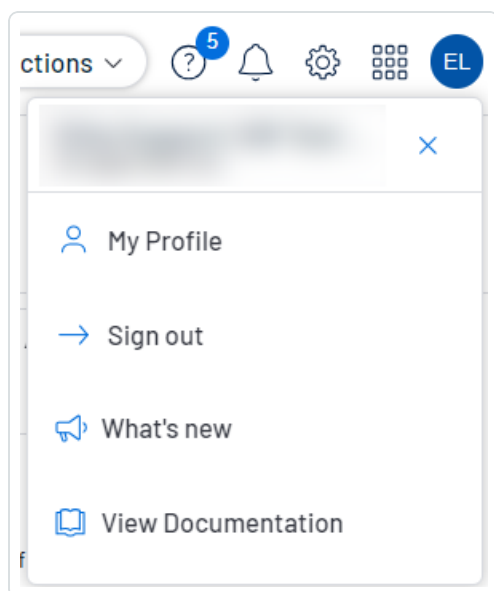 ctions
?
5
EL
My Profile
Sign out
What's new
View Documentation
f